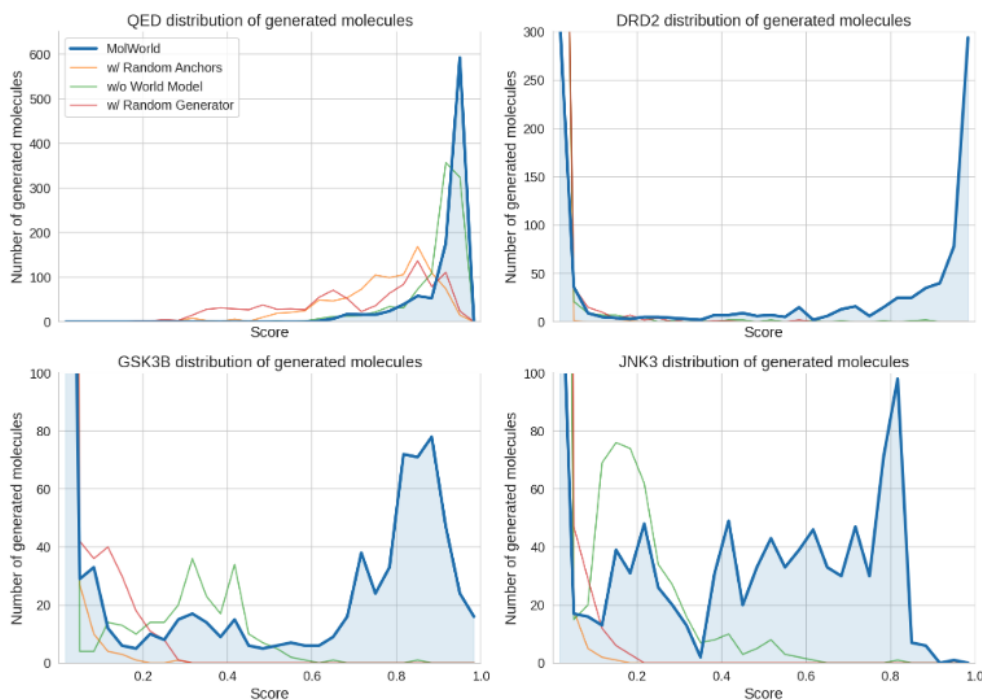 QED distribution of generated molecules
MolWorld
w/ Random Anchors
w/o World Model
w/ Random Generator
Number of generated molecules
600
500
400
300
200
100
0
Score
DRD2 distribution of generated molecules
Number of generated molecules
300
250
200
150
100
50
0
Score
GSK3B distribution of generated molecules
Number of generated molecules
100
80
60
40
20
0
0.2 0.4 0.6 0.8 1.0
Score
JNK3 distribution of generated molecules
Number of generated molecules
100
80
60
40
20
0
0.2 0.4 0.6 0.8 1.0
Score